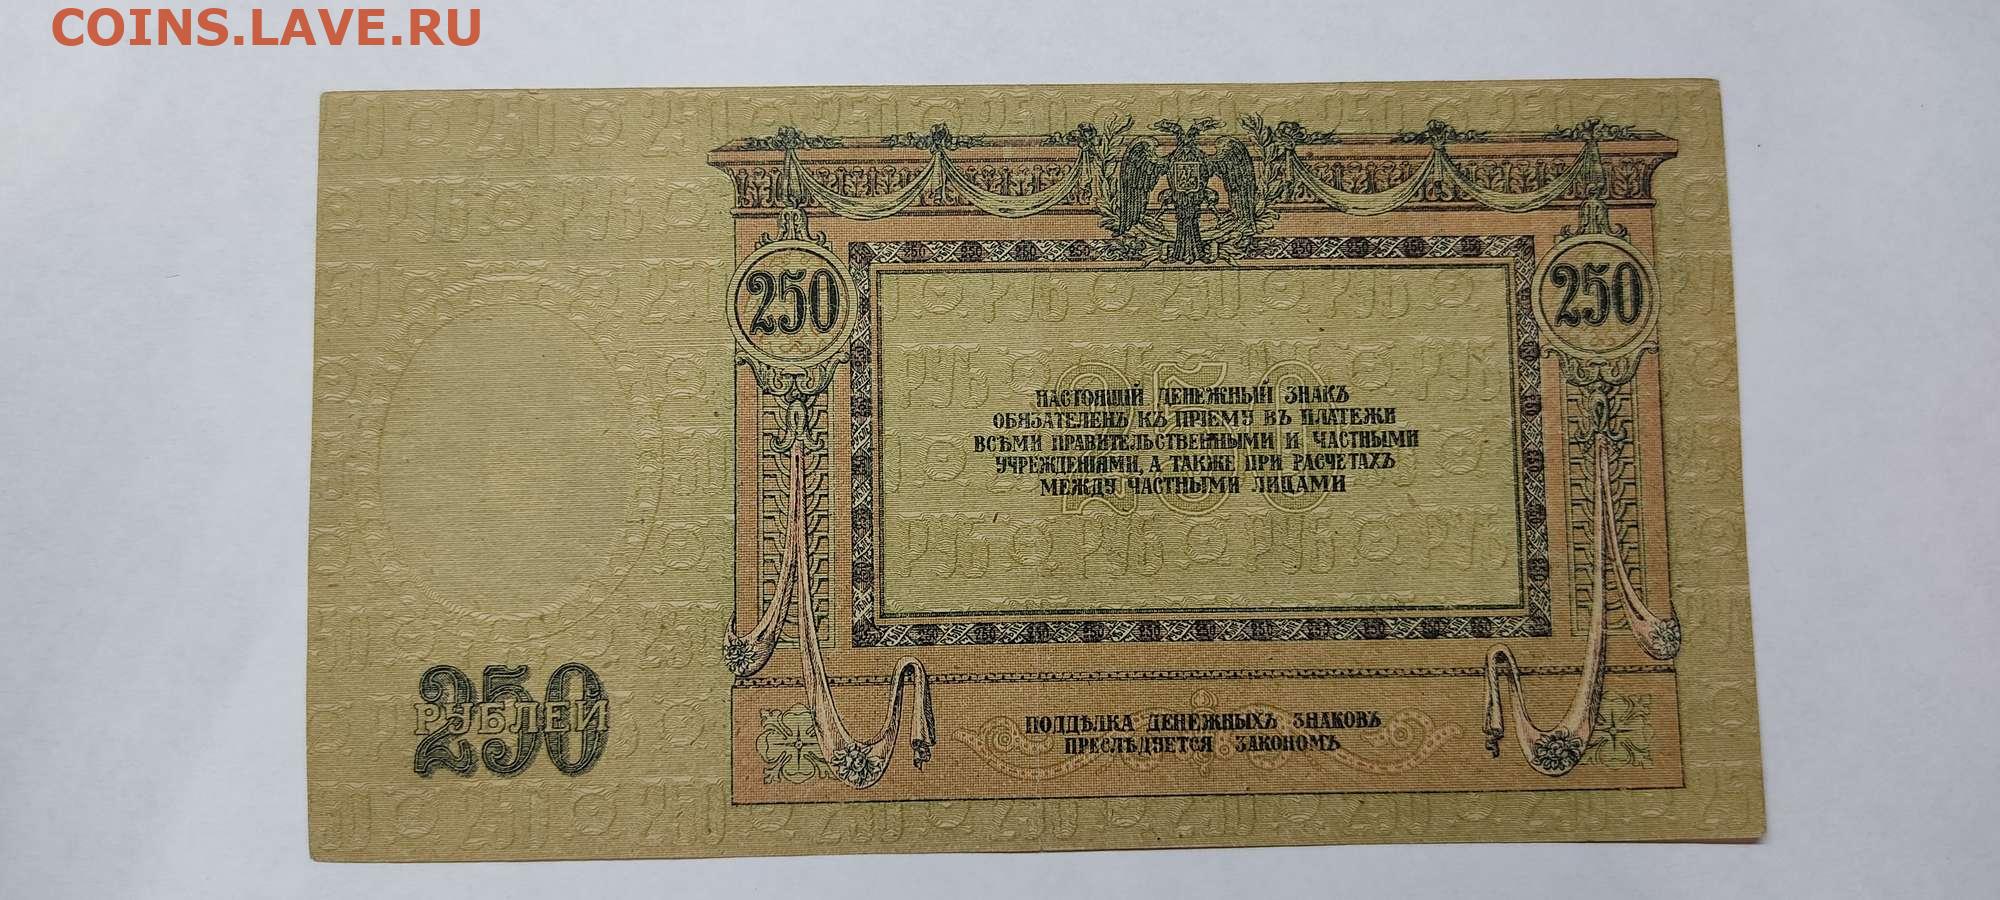 COINS.LAVE.RU
250
250
250
НАСТОЯЩІЙ ДЕНЕЖНЫЙ ЗНАКЪ
ОБЯЗАТЕЛЕНЪ КЪ ПРІЕМУ ВЪ ПЛАТЕЖИ
ВСѢМИ ПРАВИТЕЛЬСТВЕННЫМИ И ЧАСТНЫМИ
УЧРЕЖДЕНІЯМИ, А ТАКЖЕ ПРИ РАСЧЕТАХЪ
МЕЖДУ ЧАСТНЫМИ ЛИЦАМИ
250
РУБЛЕЙ
ПОДДѢЛКА ДЕНЕЖНЫХЪ ЗНАКОВЪ
ПРЕСЛѢДУЕТСЯ ЗАКОНОМЪ